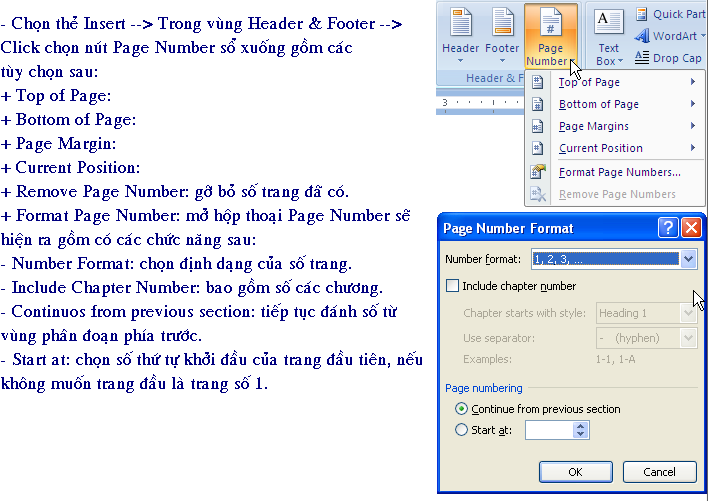 - Chọn thẻ Insert --> Trong vùng Header & Footer -->
Click chọn nút Page Number sổ xuống gồm các
tùy chọn sau:
+ Top of Page:
+ Bottom of Page:
+ Page Margin:
+ Current Position:
+ Remove Page Number: gỡ bỏ số trang đã có.
+ Format Page Number: mở hộp thoại Page Number sẽ
hiện ra gồm có các chức năng sau:
- Number Format: chọn định dạng của số trang.
- Include Chapter Number: bao gồm số các chương.
- Continuos from previous section: tiếp tục đánh số từ
vùng phân đoạn phía trước.
- Start at: chọn số thứ tự khởi đầu của trang đầu tiên, nếu
không muốn trang đầu là trang số 1.
Header Footer Page Number
Text Box
Quick Part
WordArt
Drop Cap
Header & F
3
Top of Page
Bottom of Page
Page Margins
Current Position
Format Page Numbers...
Remove Page Numbers
Page Number Format
Number format: 1, 2, 3, ...
Include chapter number
Chapter starts with style: Heading 1
Use separator: - (hyphen)
Examples: 1-1, 1-A
Page numbering
Continue from previous section
Start at:
OK Cancel